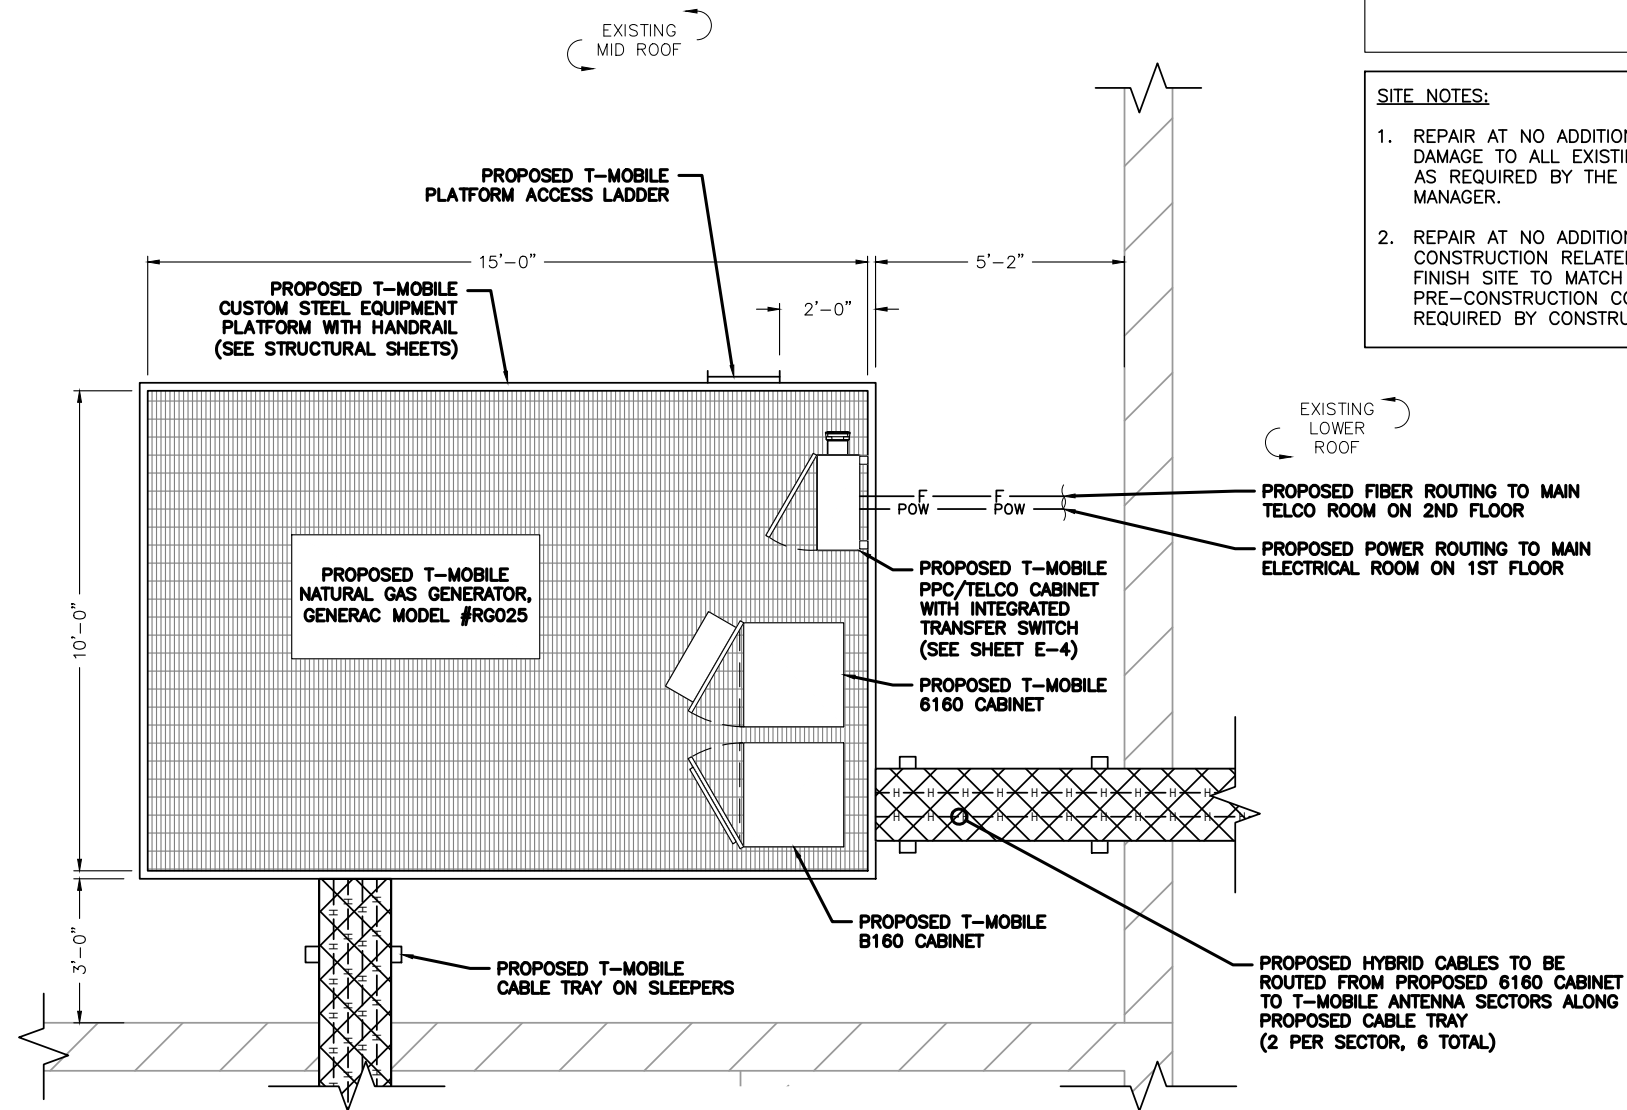 EXISTING
MID ROOF
SITE NOTES:
1. REPAIR AT NO ADDITION
DAMAGE TO ALL EXISTI
AS REQUIRED BY THE
MANAGER.
2. REPAIR AT NO ADDITION
CONSTRUCTION RELATE
FINISH SITE TO MATCH
PRE-CONSTRUCTION CO
REQUIRED BY CONSTRU
PROPOSED T-MOBILE
PLATFORM ACCESS LADDER
15'-0"
5'-2"
2'-0"
PROPOSED T-MOBILE
CUSTOM STEEL EQUIPMENT
PLATFORM WITH HANDRAIL
(SEE STRUCTURAL SHEETS)
EXISTING
LOWER
ROOF
F F
POW POW
PROPOSED FIBER ROUTING TO MAIN
TELCO ROOM ON 2ND FLOOR
PROPOSED POWER ROUTING TO MAIN
ELECTRICAL ROOM ON 1ST FLOOR
PROPOSED T-MOBILE
NATURAL GAS GENERATOR,
GENERAC MODEL #RG025
PROPOSED T-MOBILE
PPC/TELCO CABINET
WITH INTEGRATED
TRANSFER SWITCH
(SEE SHEET E-4)
10'-0"
PROPOSED T-MOBILE
6160 CABINET
H H H H H H H H
H H H H H H H H H
PROPOSED T-MOBILE
B160 CABINET
3'-0"
PROPOSED T-MOBILE
CABLE TRAY ON SLEEPERS
PROPOSED HYBRID CABLES TO BE
ROUTED FROM PROPOSED 6160 CABINET
TO T-MOBILE ANTENNA SECTORS ALONG
PROPOSED CABLE TRAY
(2 PER SECTOR, 6 TOTAL)